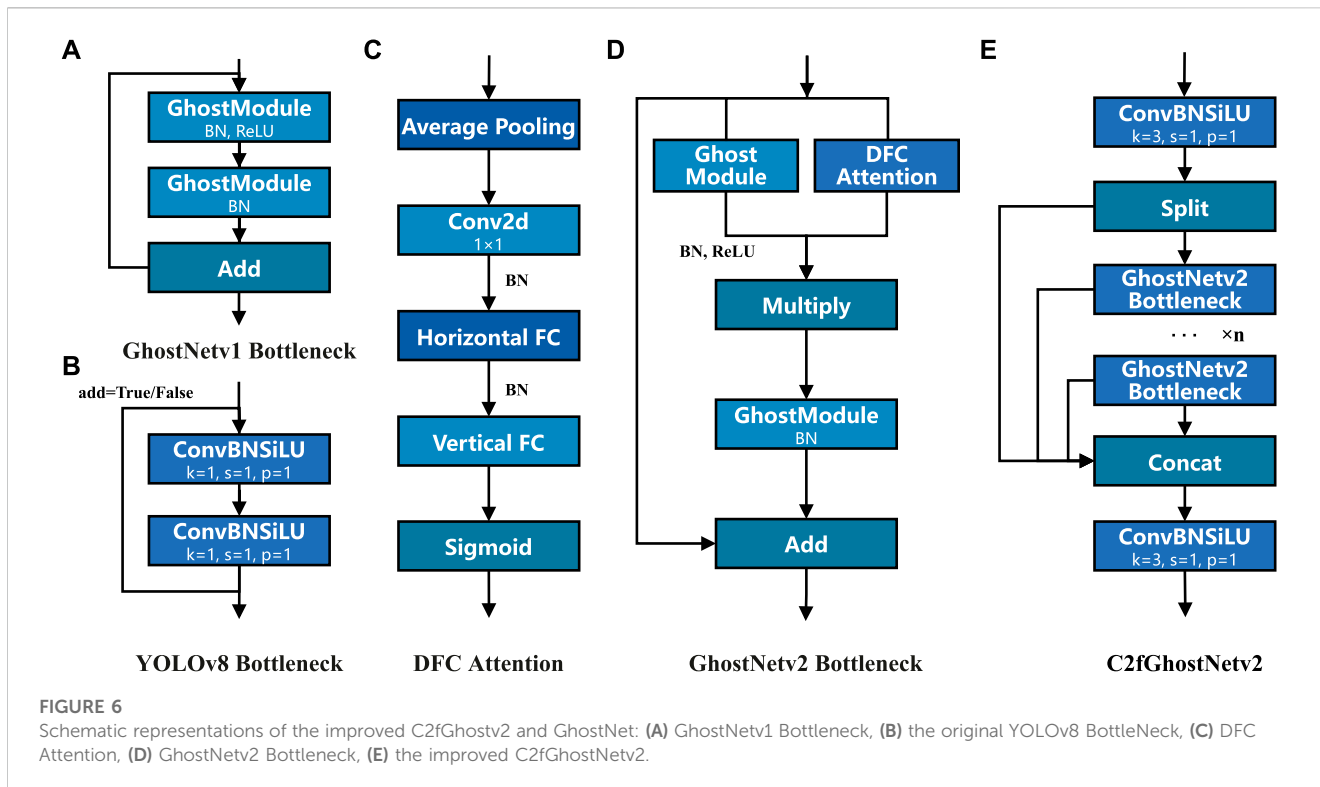 A
GhostModule
BN, ReLU
GhostModule
BN
Add
GhostNetv1 Bottleneck
B
add=True/False
ConvBNSiLU
k=1, s=1, p=1
ConvBNSiLU
k=1, s=1, p=1
YOLOv8 Bottleneck
C
Average Pooling
Conv2d
1×1
BN
Horizontal FC
BN
Vertical FC
Sigmoid
DFC Attention
D
Ghost
Module
DFC
Attention
BN, ReLU
Multiply
GhostModule
BN
Add
GhostNetv2 Bottleneck
E
ConvBNSiLU
k=3, s=1, p=1
Split
GhostNetv2
Bottleneck
··· ×n
GhostNetv2
Bottleneck
Concat
ConvBNSiLU
k=3, s=1, p=1
C2fGhostNetv2
FIGURE 6
Schematic representations of the improved C2fGhostv2 and GhostNet: (A) GhostNetv1 Bottleneck, (B) the original YOLOv8 BottleNeck, (C) DFC
Attention, (D) GhostNetv2 Bottleneck, (E) the improved C2fGhostNetv2.